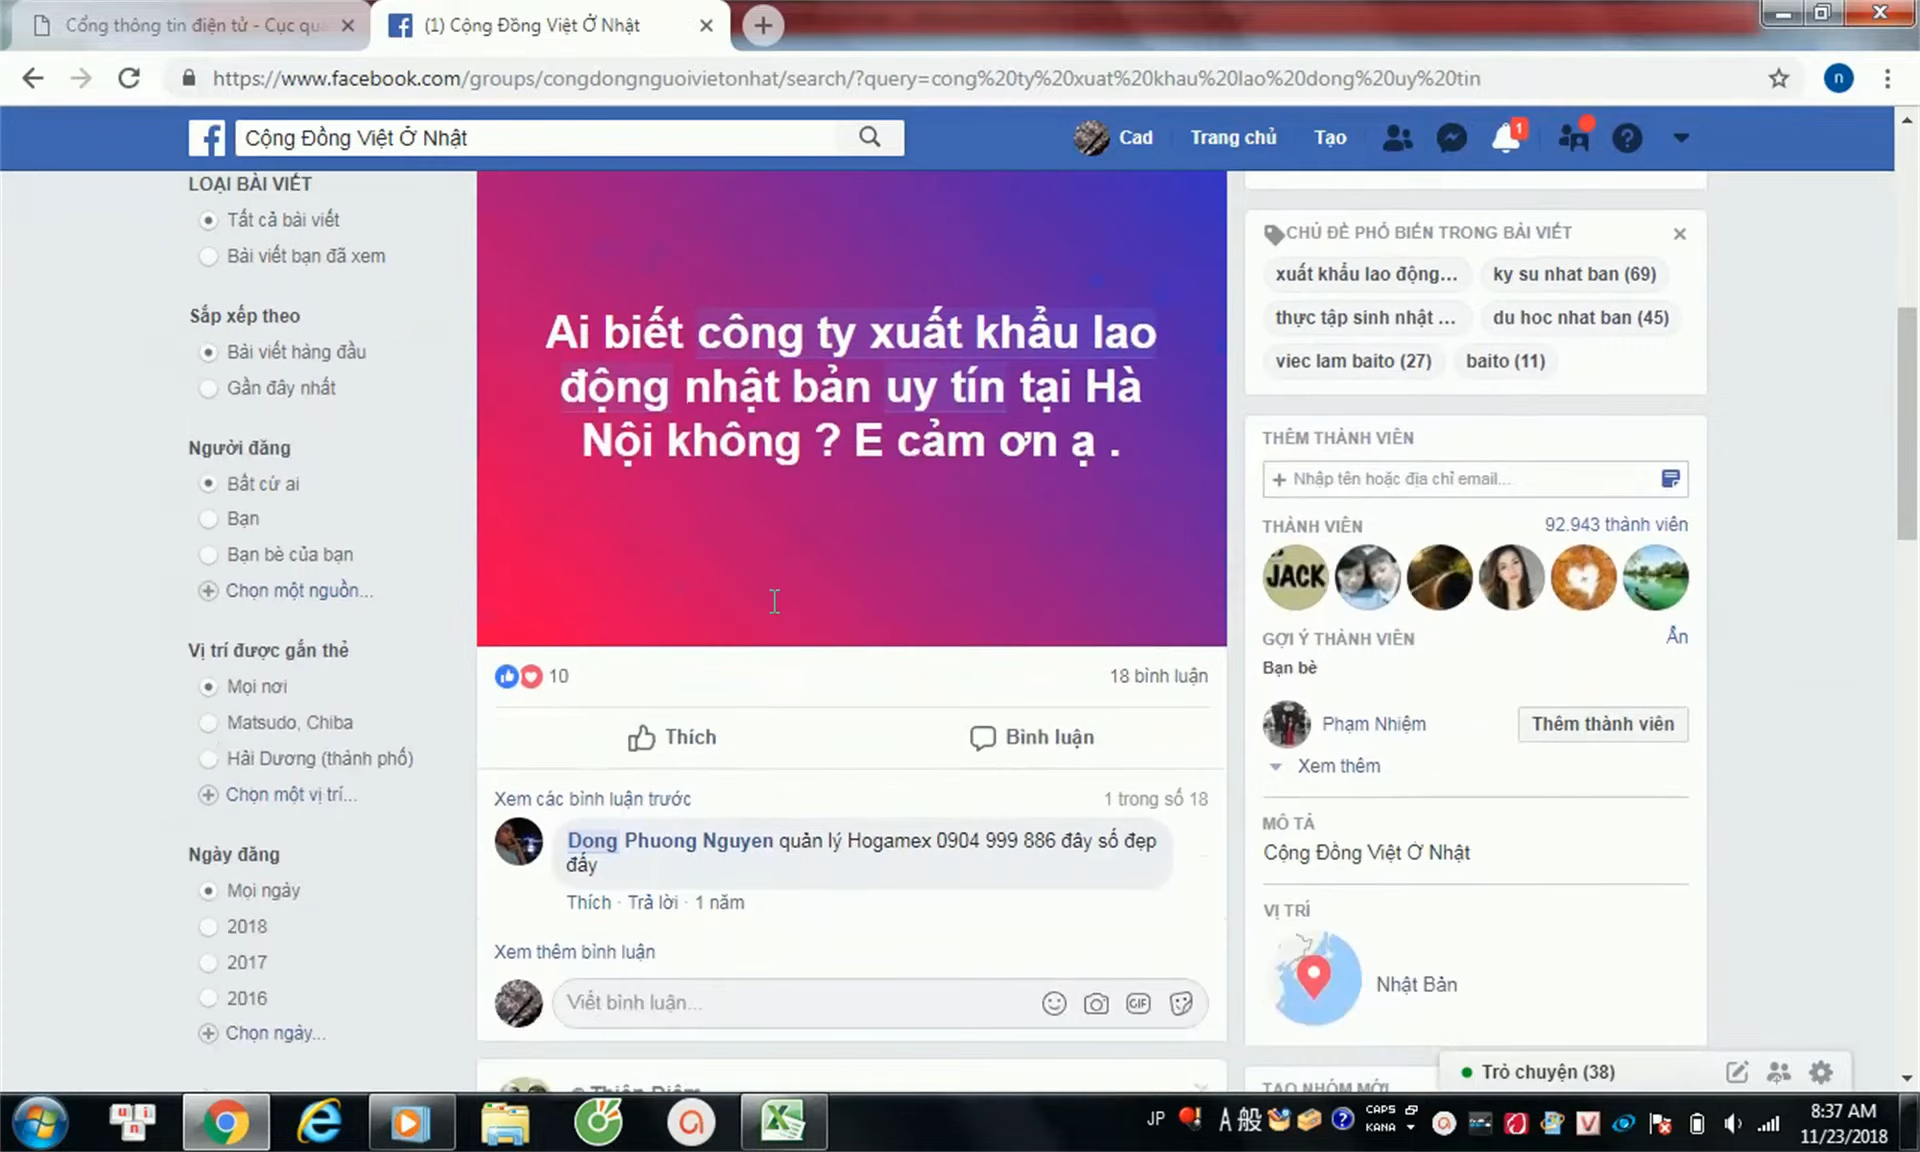 Cổng thông tin điện tử - Cục quả
(1) Cộng Đồng Việt Ở Nhật
https://www.facebook.com/groups/congdongnguoivietonhat/search/?query=cong%20ty%20xuat%20khau%20lao%20dong%20uy%20tin
n
Cộng Đồng Việt Ở Nhật
Cad
Trang chủ
Tạo
1
LOẠI BÀI VIẾT
Tất cả bài viết
Bài viết bạn đã xem
Sắp xếp theo
Bài viết hàng đầu
Gần đây nhất
Người đăng
Bất cứ ai
Bạn
Bạn bè của bạn
Chọn một nguồn...
Vị trí được gắn thẻ
Mọi nơi
Matsudo, Chiba
Hải Dương (thành phố)
Chọn một vị trí...
Ngày đăng
Mọi ngày
2018
2017
2016
Chọn ngày...
Ai biết công ty xuất khẩu lao
động nhật bản uy tín tại Hà
Nội không ? E cảm ơn ạ .
10
18 bình luận
Thích
Bình luận
Xem các bình luận trước
1 trong số 18
Dong Phuong Nguyen quản lý Hogamex 0904 999 886 đây số đẹp
đấy
Thích · Trả lời · 1 năm
Xem thêm bình luận
Viết bình luận...
GIF
CHỦ ĐỀ PHỔ BIẾN TRONG BÀI VIẾT
xuất khẩu lao động...
ky su nhat ban (69)
thực tập sinh nhật ...
du hoc nhat ban (45)
viec lam baito (27)
baito (11)
THÊM THÀNH VIÊN
Nhập tên hoặc địa chỉ email...
THÀNH VIÊN
92.943 thành viên
JACK
GỢI Ý THÀNH VIÊN
Ẩn
Bạn bè
Phạm Nhiệm
Thêm thành viên
Xem thêm
MÔ TẢ
Cộng Đồng Việt Ở Nhật
VỊ TRÍ
Nhật Bản
TẠO NHÓM MỚI
Trò chuyện (38)
JP
A 般
CAPS
KANA
8:37 AM
11/23/2018